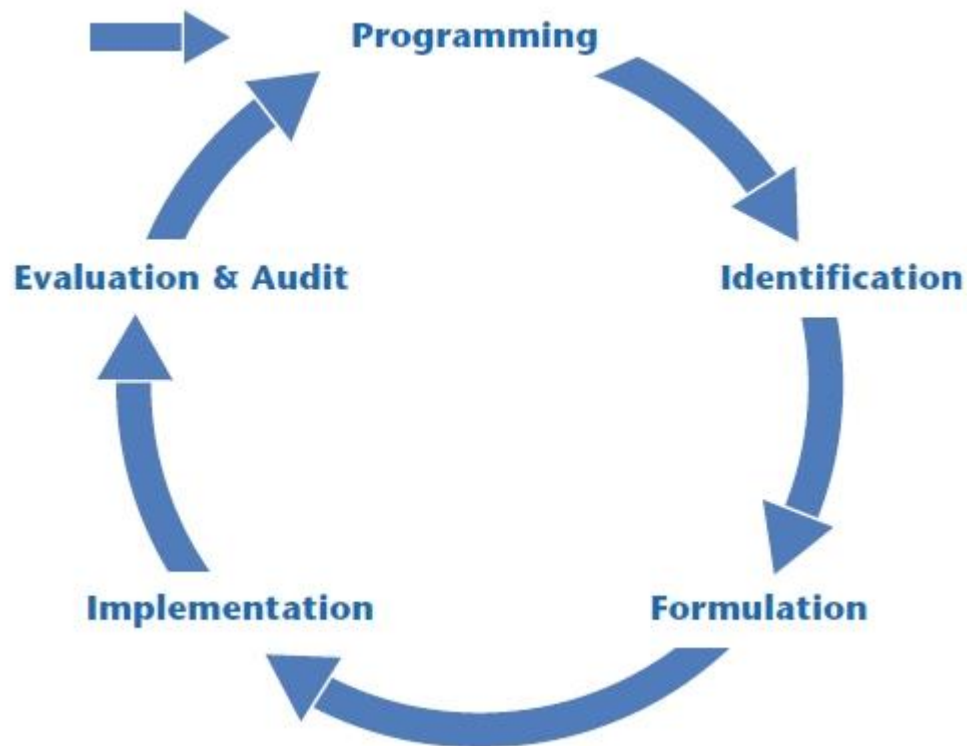 Programming
Identification
Formulation
Implementation
Evaluation & Audit